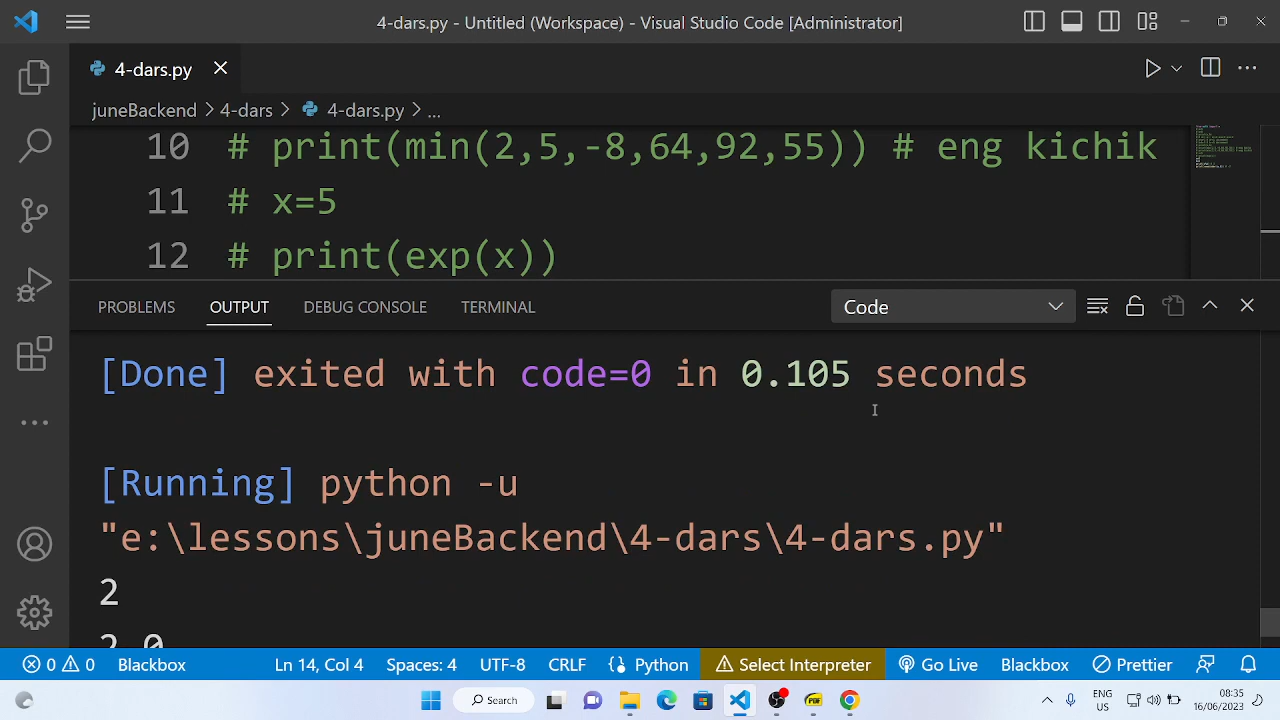 4-dars.py - Untitled (Workspace) - Visual Studio Code [Administrator]
4-dars.py
juneBackend > 4-dars > 4-dars.py > ...
10 # print(min(2,5,-8,64,92,55)) # eng kichik
11 # x=5
12 # print(exp(x))
PROBLEMS OUTPUT DEBUG CONSOLE TERMINAL Code
[Done] exited with code=0 in 0.105 seconds
[Running] python -u
"e:\lessons\juneBackend\4-dars\4-dars.py"
2
2.0
0 0 Blackbox Ln 14, Col 4 Spaces: 4 UTF-8 CRLF Python Select Interpreter Go Live Blackbox Prettier
Search PDF ENG US 08:35 16/06/2023